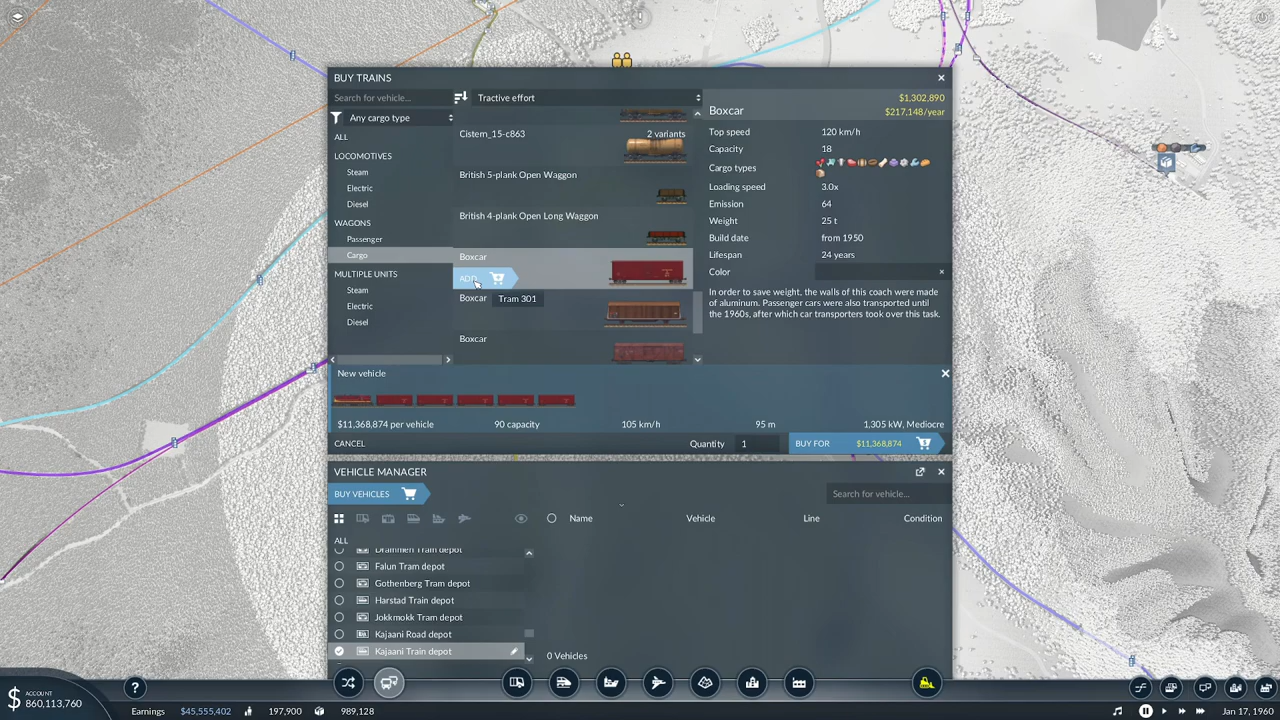 BUY TRAINS
Search for vehicle...
Tractive effort
Any cargo type
ALL
LOCOMOTIVES
Steam
Electric
Diesel
WAGONS
Passenger
Cargo
MULTIPLE UNITS
Steam
Electric
Diesel
Cistern_15-c863
2 variants
British 5-plank Open Waggon
British 4-plank Open Long Waggon
Boxcar
ADD
Boxcar
Tram 301
Boxcar
$1,302,890
Boxcar
$217,148/year
Top speed 120 km/h
Capacity 18
Cargo types
Loading speed 3.0x
Emission 64
Weight 25 t
Build date from 1950
Lifespan 24 years
Color
In order to save weight, the walls of this coach were made
of aluminum. Passenger cars were also transported until
the 1960s, after which car transporters took over this task.
New vehicle
$11,368,874 per vehicle 90 capacity 105 km/h 95 m 1,305 kW, Mediocre
CANCEL Quantity 1 BUY FOR $11,368,874
VEHICLE MANAGER
BUY VEHICLES
Search for vehicle...
Name Vehicle Line Condition
ALL
Drammen Train depot
Falun Tram depot
Gothenberg Tram depot
Harstad Train depot
Jokkmokk Tram depot
Kajaani Road depot
Kajaani Train depot
0 Vehicles
$ ACCOUNT
860,113,760
?
Earnings $45,555,402 197,900 989,128
Jan 17, 1960